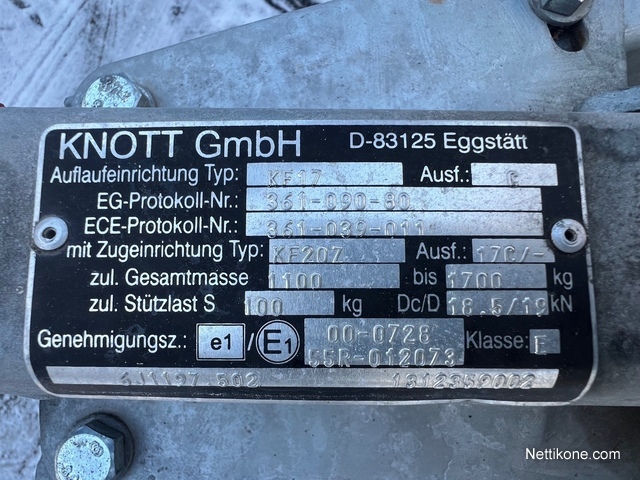 KNOTT GmbH D-83125 Eggstätt
Auflaufeinrichtung Typ: KF17 Ausf.: C
EG-Protokoll-Nr.: 361-090-80
ECE-Protokoll-Nr.: 361-039-011
mit Zugeinrichtung Typ: KF20? Ausf.: 17C/-
zul. Gesamtmasse 1100 bis 1700 kg
zul. Stützlast S 100 kg Dc/D 18.5/19 kN
Genehmigungsz.: e1 / E1 00-0728 Klasse: E
55R-012073
6J1197.502 1312359002
Nettikone.com